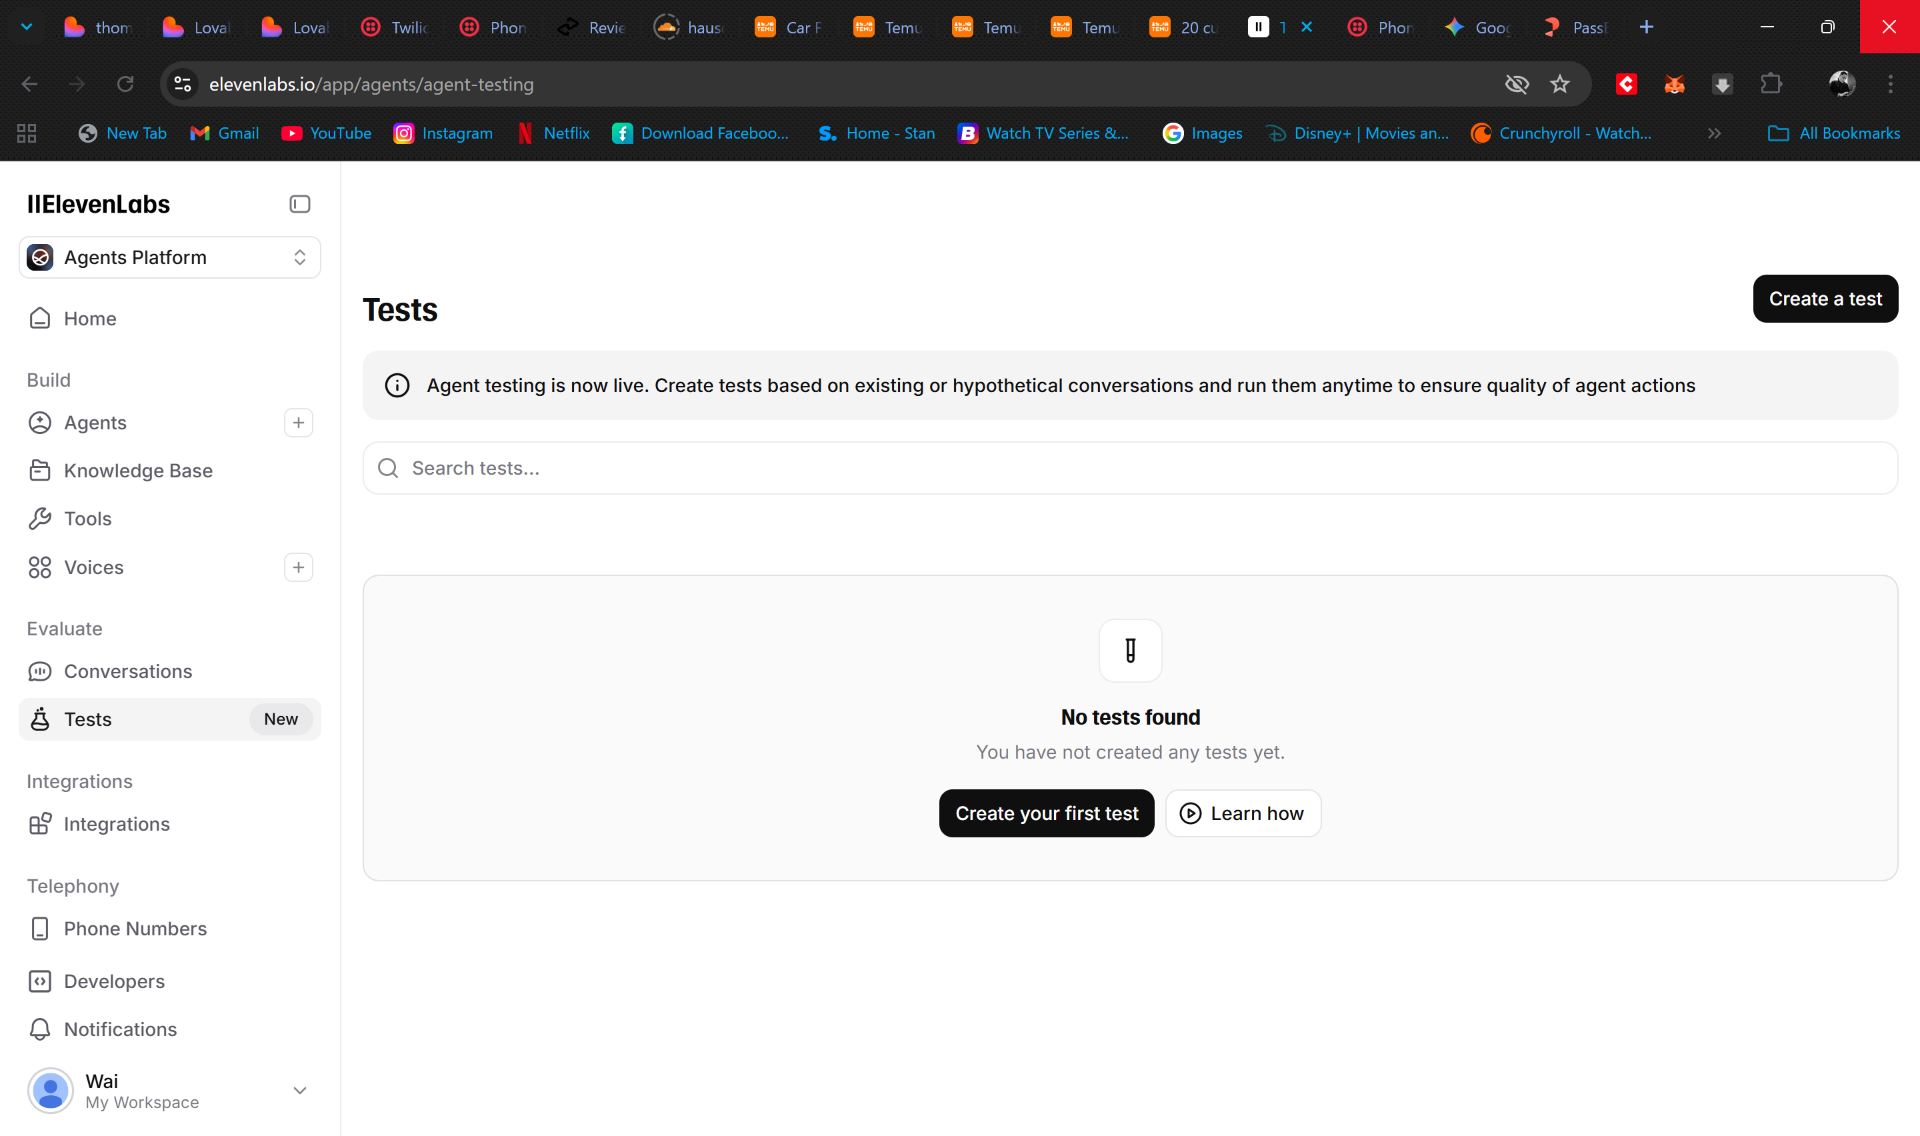 thom
Loval
Loval
Twilic
Phon
Revie
hausc
Car F
Temu
Temu
Temu
20 cu
1
Phon
Goog
Pass
elevenlabs.io/app/agents/agent-testing
New Tab
Gmail
YouTube
Instagram
Netflix
Download Faceboo...
Home - Stan
Watch TV Series &...
Images
Disney+ | Movies an...
Crunchyroll - Watch...
All Bookmarks
IIElevenLabs
Agents Platform
Home
Build
Agents
Knowledge Base
Tools
Voices
Evaluate
Conversations
Tests
New
Integrations
Integrations
Telephony
Phone Numbers
Developers
Notifications
Wai
My Workspace
Tests
Create a test
Agent testing is now live. Create tests based on existing or hypothetical conversations and run them anytime to ensure quality of agent actions
Search tests...
No tests found
You have not created any tests yet.
Create your first test
Learn how